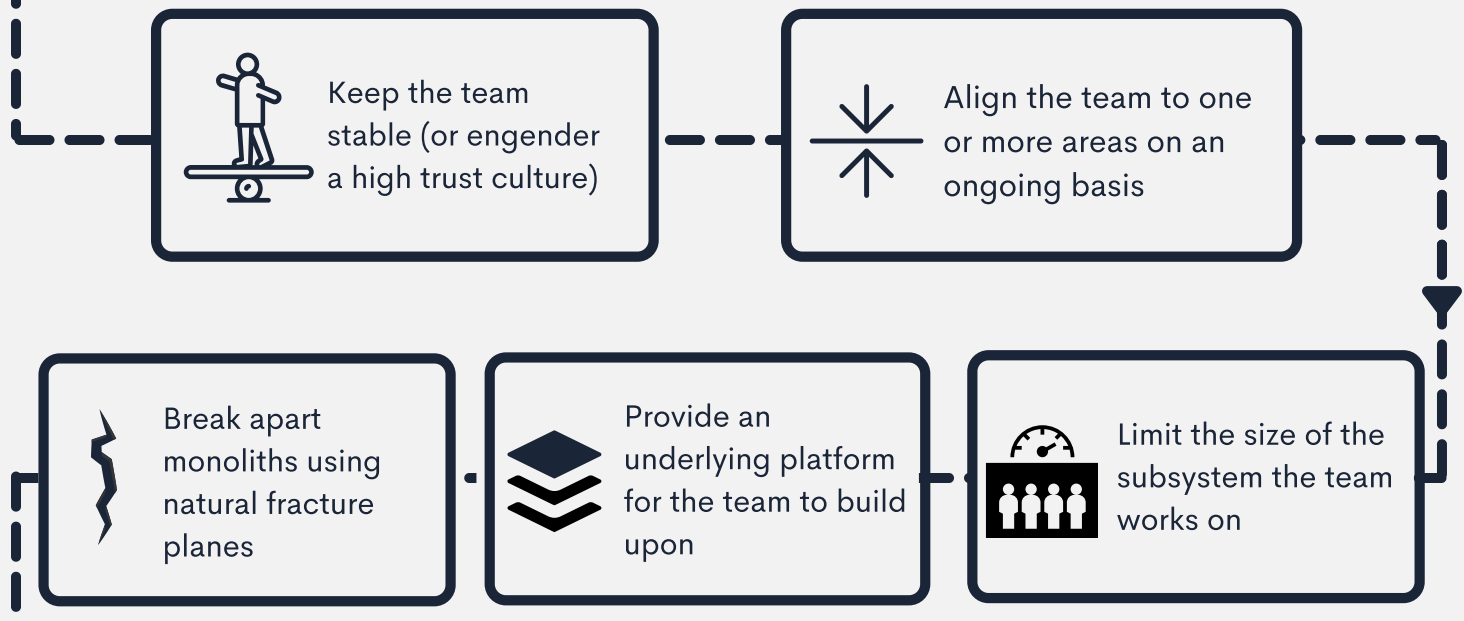 Keep the team
stable (or engender
a high trust culture)
Align the team to one
or more areas on an
ongoing basis
Break apart
monoliths using
natural fracture
planes
Provide an
underlying platform
for the team to build
upon
Limit the size of the
subsystem the team
works on